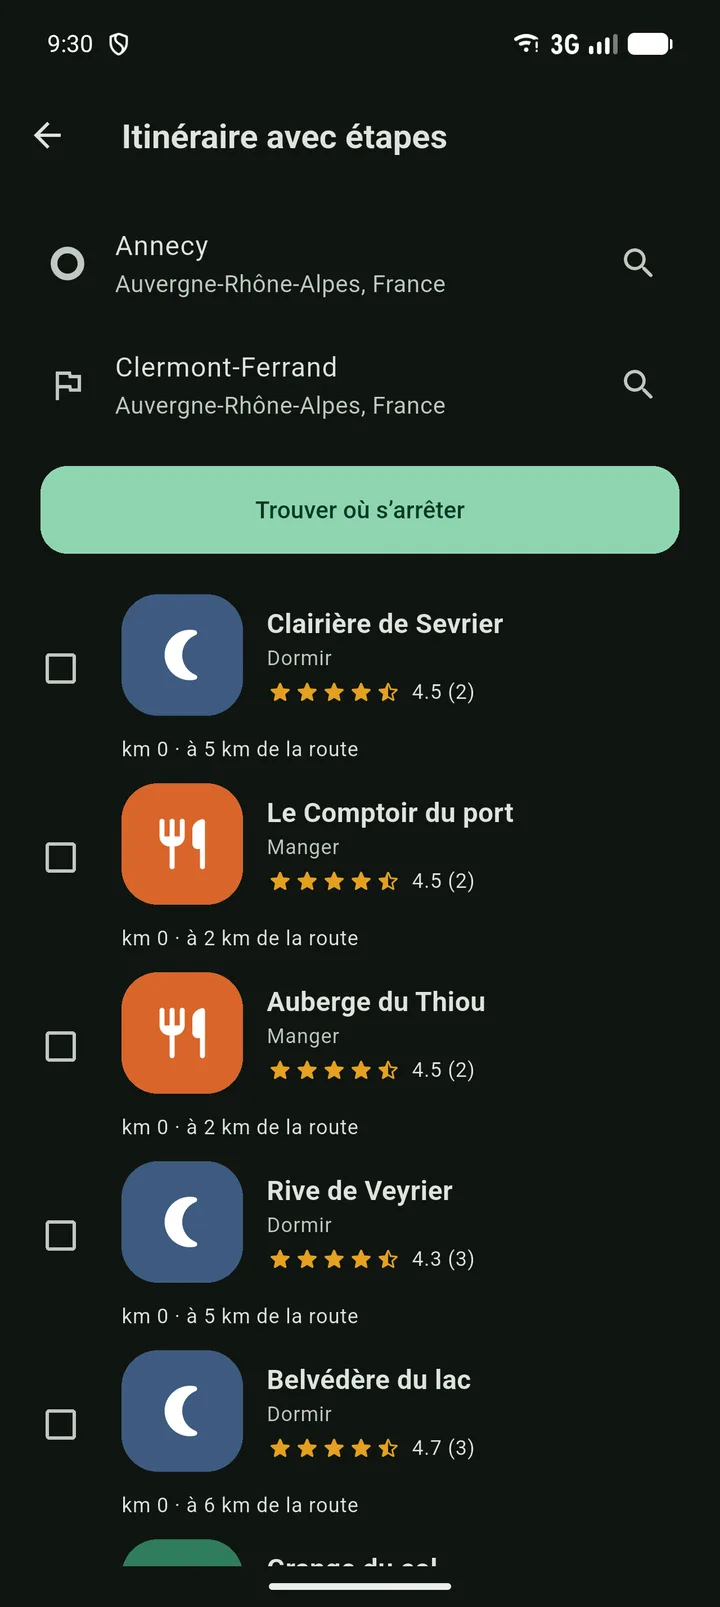 9:30
3G
Itinéraire avec étapes
Annecy
Auvergne-Rhône-Alpes, France
Clermont-Ferrand
Auvergne-Rhône-Alpes, France
Trouver où s’arrêter
Clairière de Sevrier
Dormir
4.5 (2)
km 0 · à 5 km de la route
Le Comptoir du port
Manger
4.5 (2)
km 0 · à 2 km de la route
Auberge du Thiou
Manger
4.5 (2)
km 0 · à 2 km de la route
Rive de Veyrier
Dormir
4.3 (3)
km 0 · à 5 km de la route
Belvédère du lac
Dormir
4.7 (3)
km 0 · à 6 km de la route